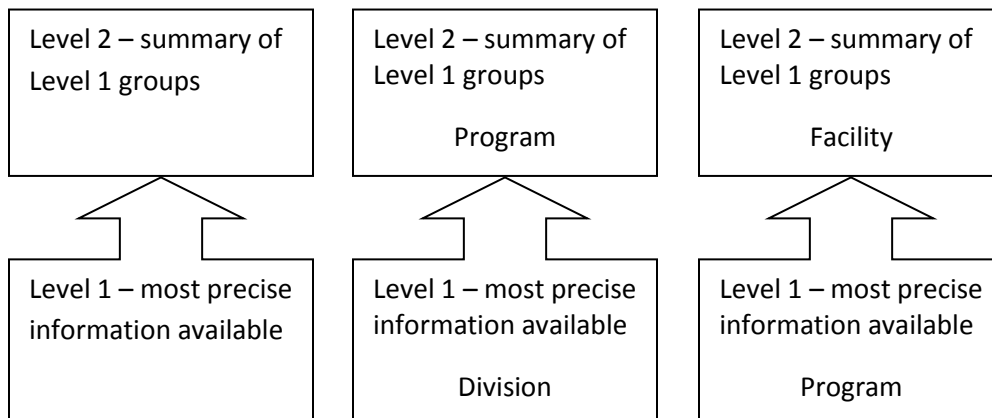 Level 2 – summary of
Level 1 groups
Level 2 – summary of
Level 1 groups
Program
Level 2 – summary of
Level 1 groups
Facility
Level 1 – most precise
information available
Level 1 – most precise
information available
Division
Level 1 – most precise
information available
Program